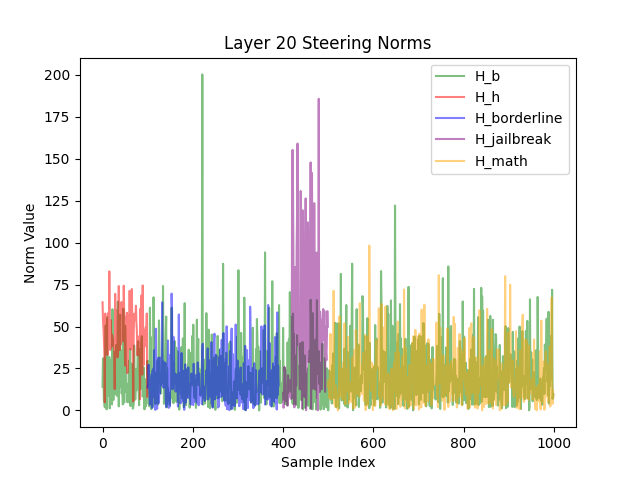 Layer 20 Steering Norms
H_b
H_h
H_borderline
H_jailbreak
H_math
Norm Value
200
175
150
125
100
75
50
25
0
0 200 400 600 800 1000
Sample Index